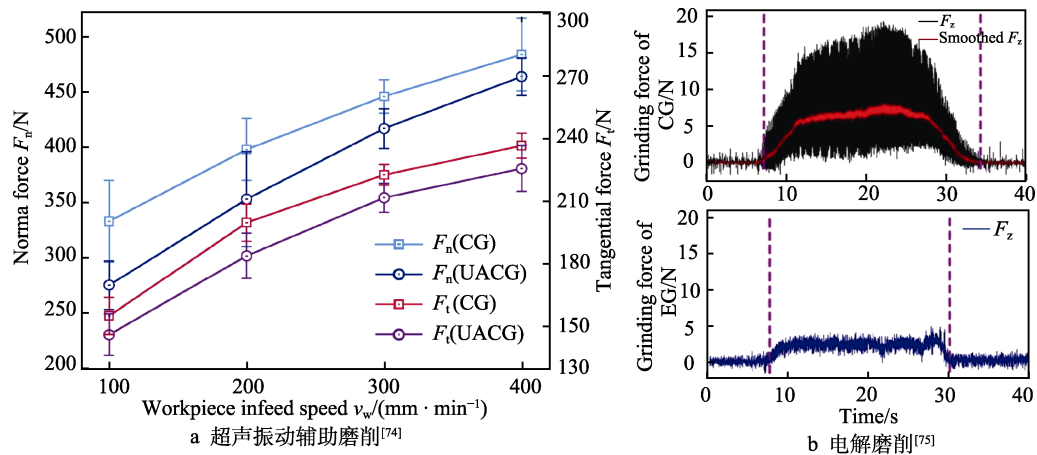 Norma force Fn/N
500
450
400
350
300
250
200
300
270
240
210
180
150
130
Tangential force Ft/N
Fn(CG)
Fn(UACG)
Ft(CG)
Ft(UACG)
100 200 300 400
Workpiece infeed speed vw/(mm · min⁻¹)
a 超声振动辅助磨削[74]
Grinding force of
CG/N
20
15
10
5
0
Fz
Smoothed Fz
0 10 20 30 40
Grinding force of
EG/N
20
15
10
5
0
Fz
0 10 20 30 40
Time/s
b 电解磨削[75]